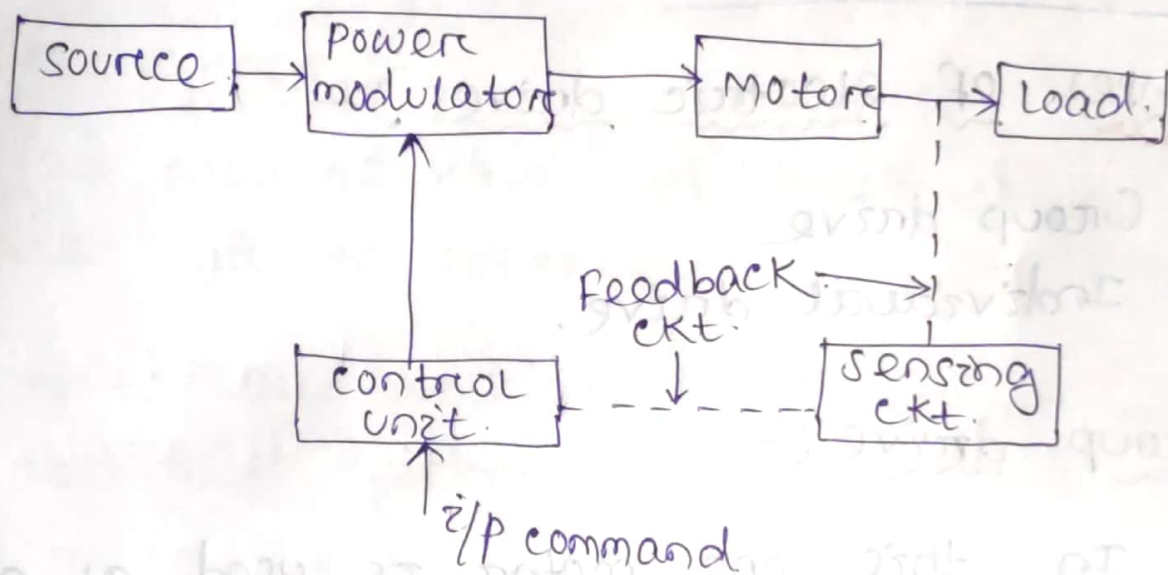 Source
Power
modulator
Motor
Load.
Feedback
ckt.
control
unit.
sensing
ckt.
i/p command